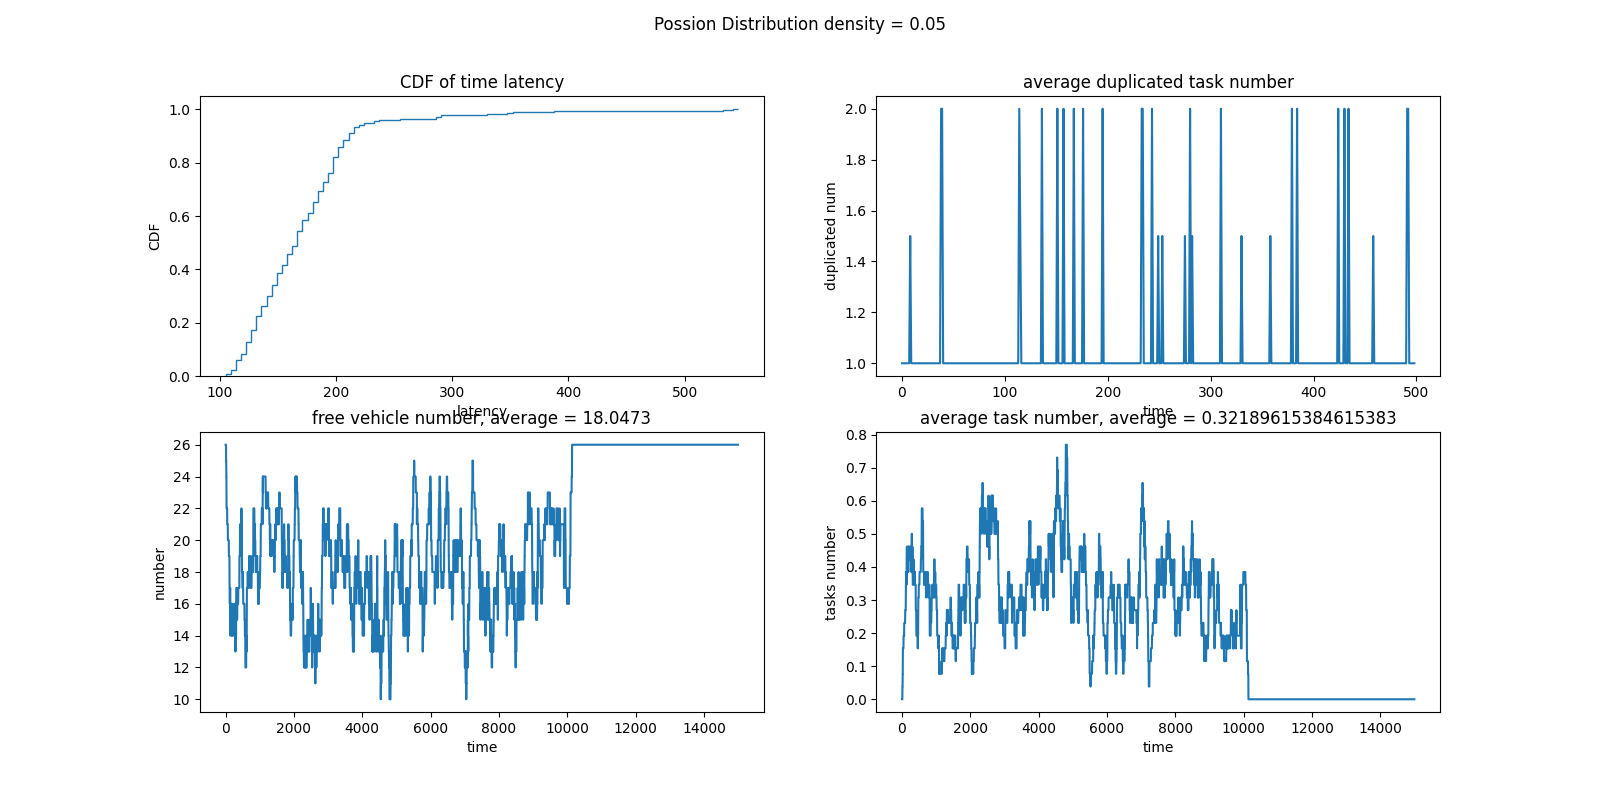 Possion Distribution density = 0.05
CDF of time latency
1.0
0.8
0.6
0.4
0.2
0.0
CDF
100 200 300 400 500
latency
average duplicated task number
2.0
1.8
1.6
1.4
1.2
1.0
duplicated num
0 100 200 300 400 500
time
free vehicle number, average = 18.0473
26
24
22
20
18
16
14
12
10
number
0 2000 4000 6000 8000 10000 12000 14000
time
average task number, average = 0.32189615384615383
0.8
0.7
0.6
0.5
0.4
0.3
0.2
0.1
0.0
tasks number
0 2000 4000 6000 8000 10000 12000 14000
time